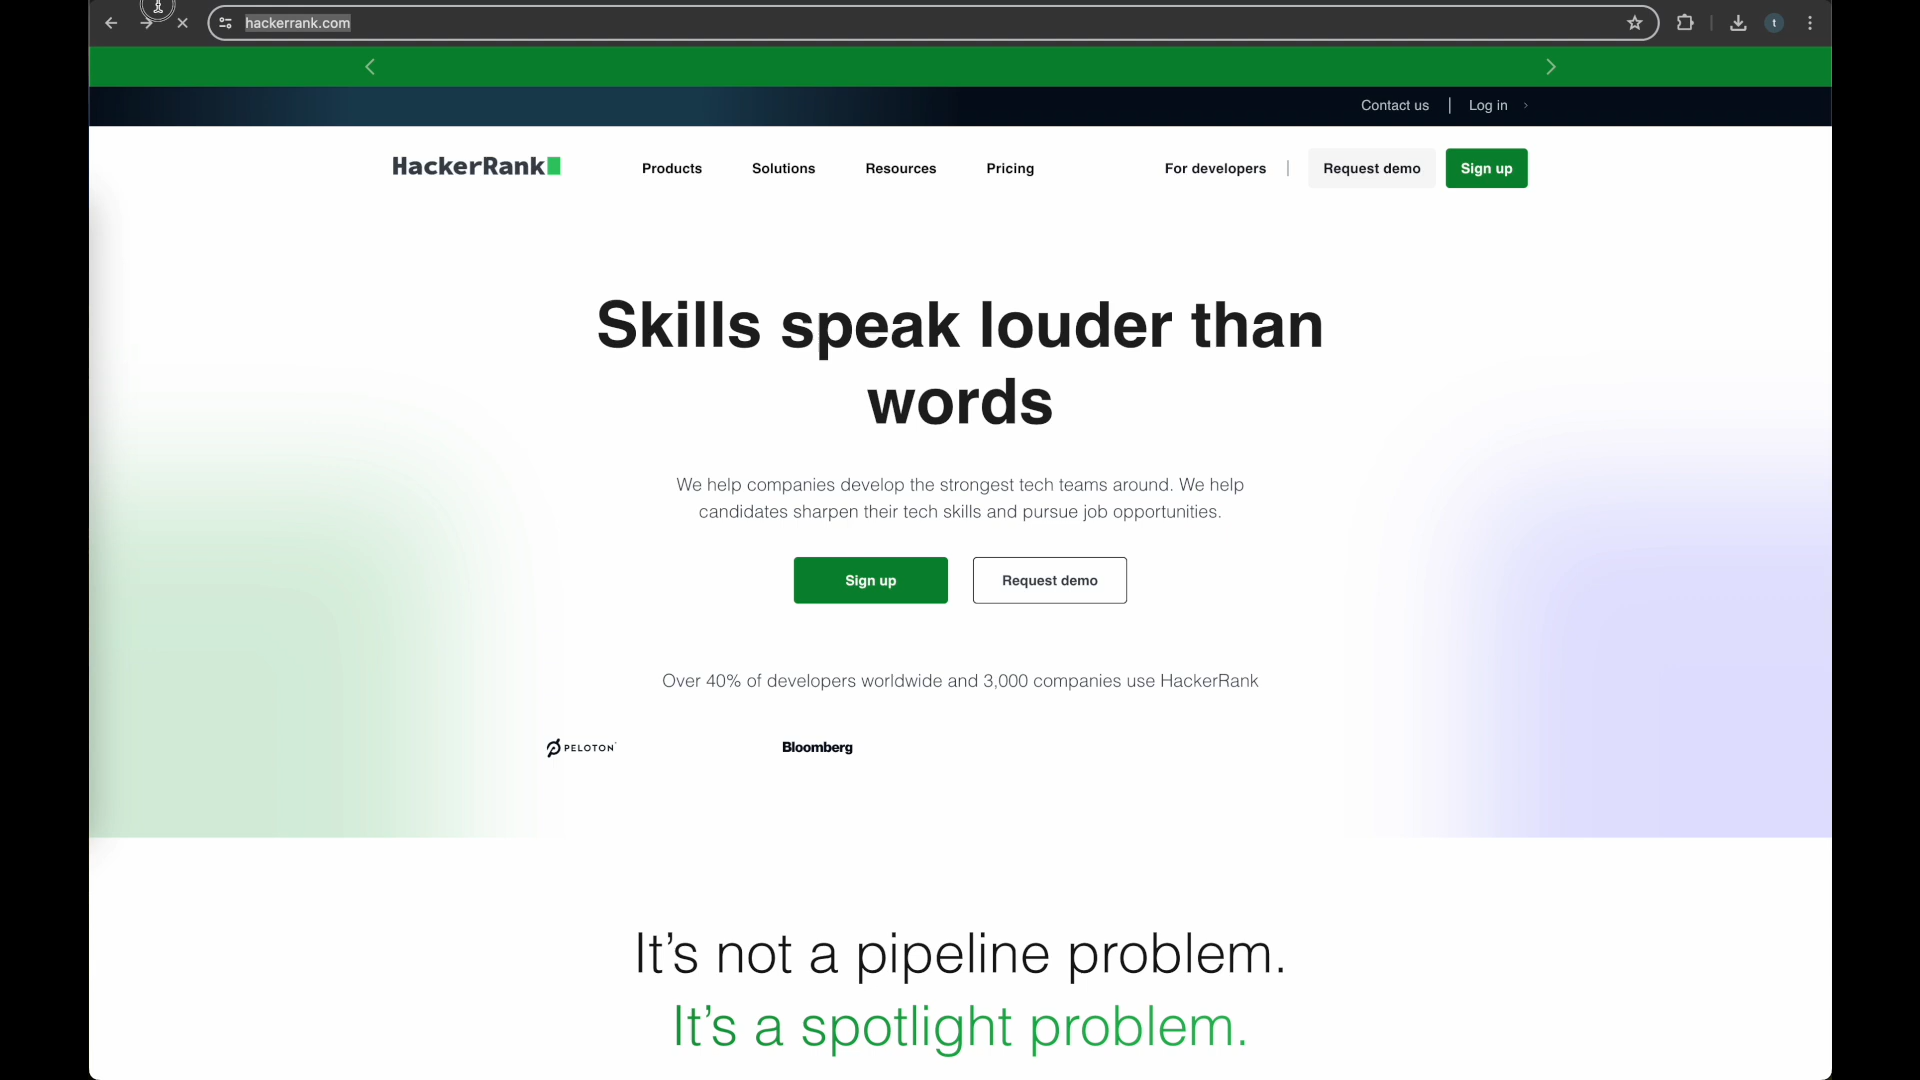 hackerrank.com
t
Contact us | Log in
HackerRank
Products Solutions Resources Pricing For developers | Request demo Sign up
Skills speak louder than
words
We help companies develop the strongest tech teams around. We help
candidates sharpen their tech skills and pursue job opportunities.
Sign up Request demo
Over 40% of developers worldwide and 3,000 companies use HackerRank
PELOTON Bloomberg
It’s not a pipeline problem.
It’s a spotlight problem.